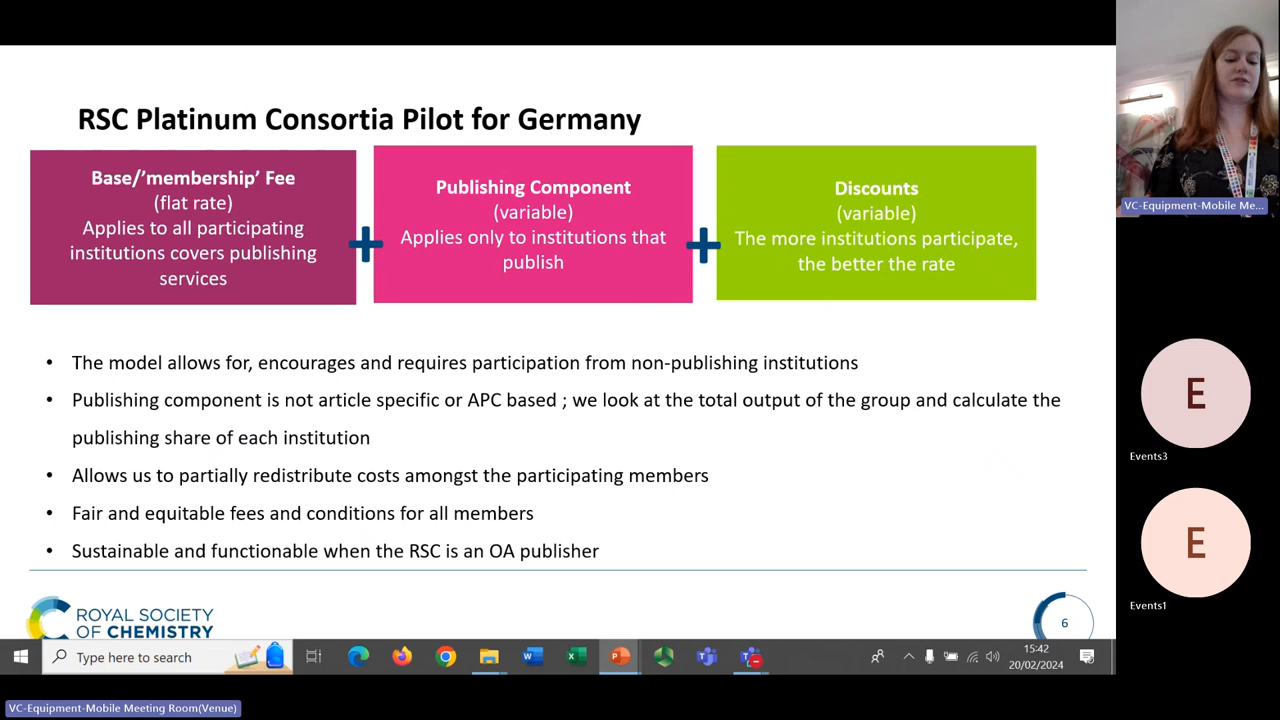 RSC Platinum Consortia Pilot for Germany
Base/’membership’ Fee
(flat rate)
Applies to all participating
institutions covers publishing
services
Publishing Component
(variable)
Applies only to institutions that
publish
Discounts
(variable)
The more institutions participate,
the better the rate
• The model allows for, encourages and requires participation from non-publishing institutions
• Publishing component is not article specific or APC based ; we look at the total output of the group and calculate the
publishing share of each institution
• Allows us to partially redistribute costs amongst the participating members
• Fair and equitable fees and conditions for all members
• Sustainable and functionable when the RSC is an OA publisher
ROYAL SOCIETY
OF CHEMISTRY
6
Type here to search
15:42
20/02/2024
VC-Equipment-Mobile Me...
E
Events3
E
Events1
VC-Equipment-Mobile Meeting Room(Venue)